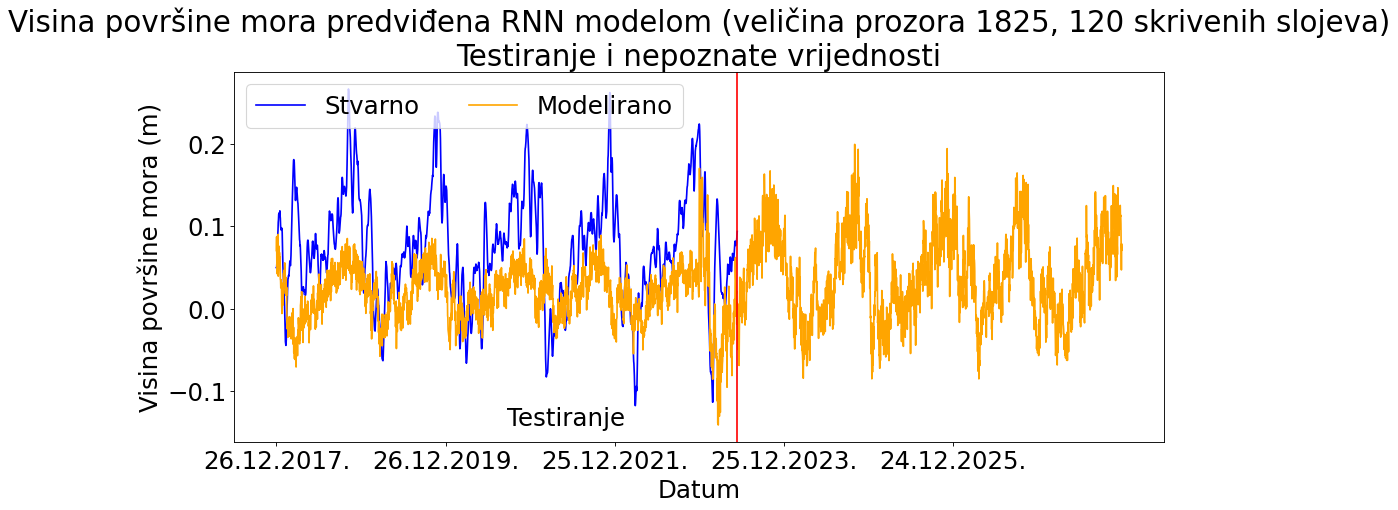 Visina površine mora predviđena RNN modelom (veličina prozora 1825, 120 skrivenih slojeva)
Testiranje i nepoznate vrijednosti
Stvarno Modelirano
Visina površine mora (m)
0.2
0.1
0.0
−0.1
Testiranje
26.12.2017. 26.12.2019. 25.12.2021. 25.12.2023. 24.12.2025.
Datum